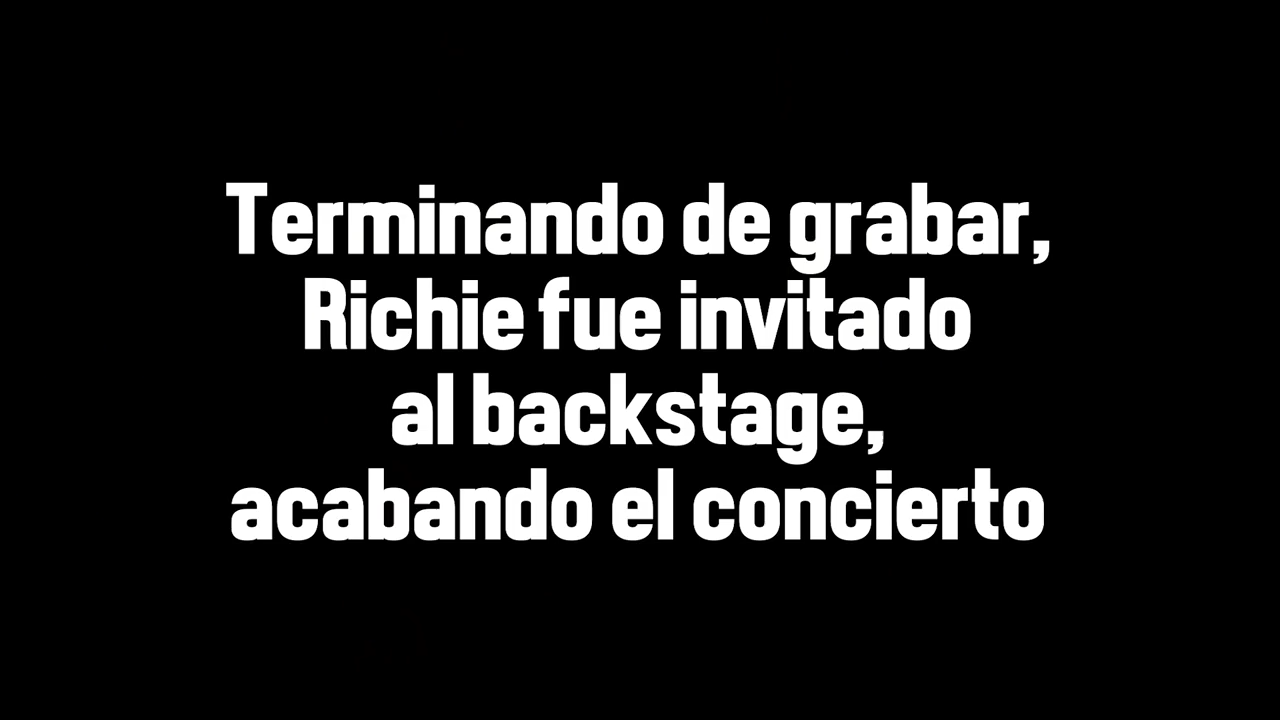 Terminando de grabar,
Richie fue invitado
al backstage,
acabando el concierto